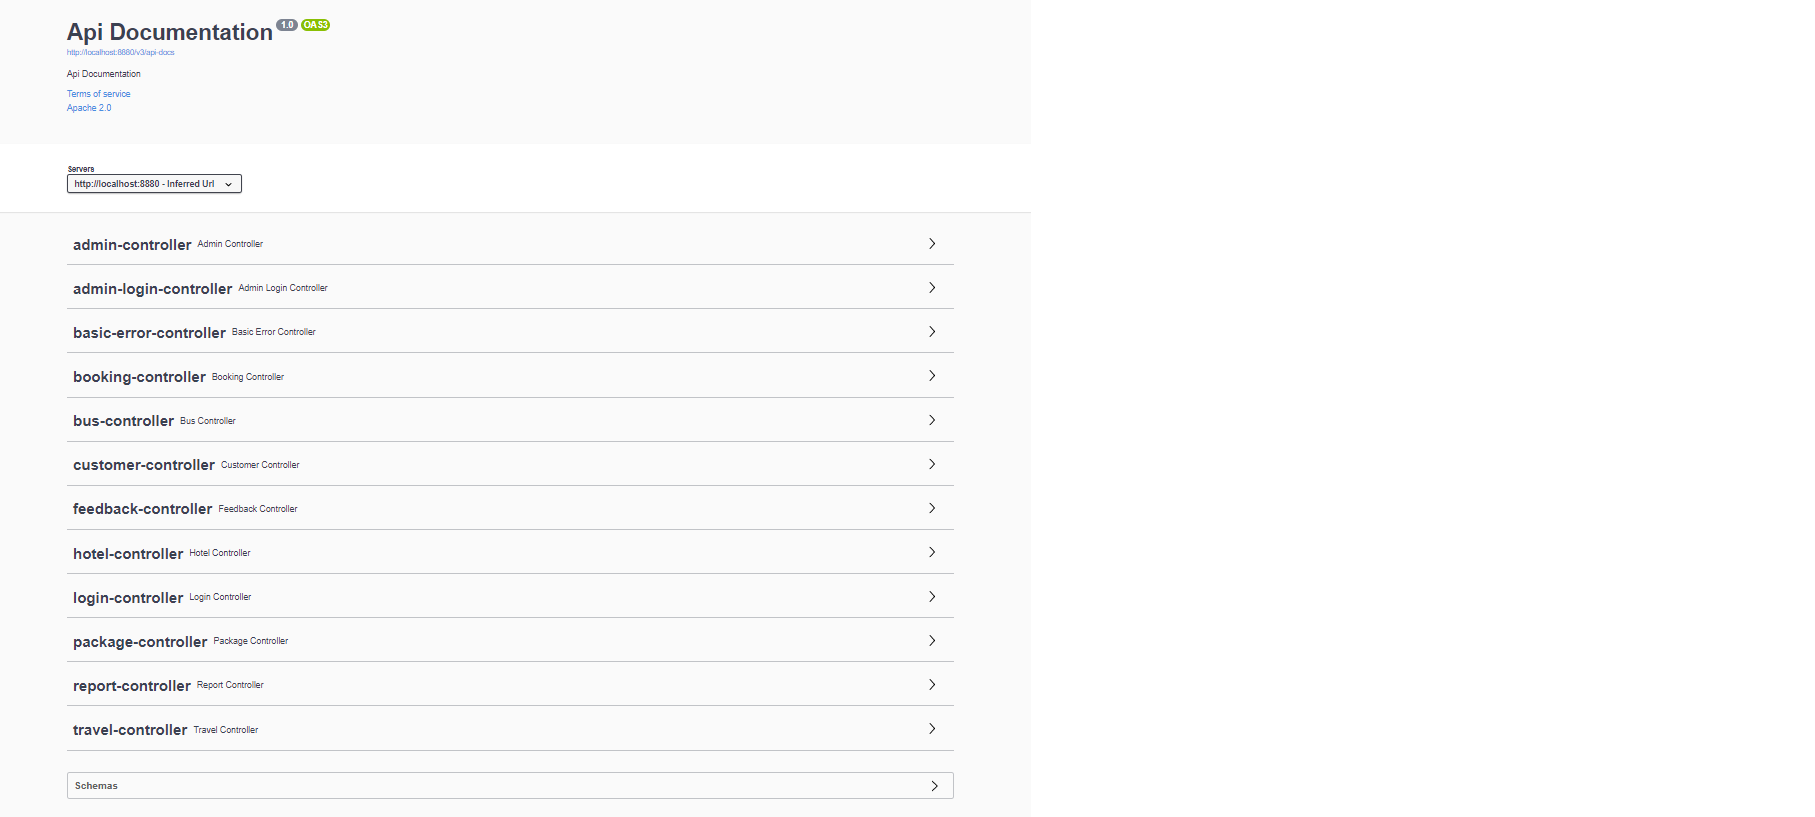 Api Documentation 1.0 OAS3
http://localhost:8880/v3/api-docs
Api Documentation
Terms of service
Apache 2.0
Servers
http://localhost:8880 - Inferred Url
admin-controller Admin Controller
admin-login-controller Admin Login Controller
basic-error-controller Basic Error Controller
booking-controller Booking Controller
bus-controller Bus Controller
customer-controller Customer Controller
feedback-controller Feedback Controller
hotel-controller Hotel Controller
login-controller Login Controller
package-controller Package Controller
report-controller Report Controller
travel-controller Travel Controller
Schemas